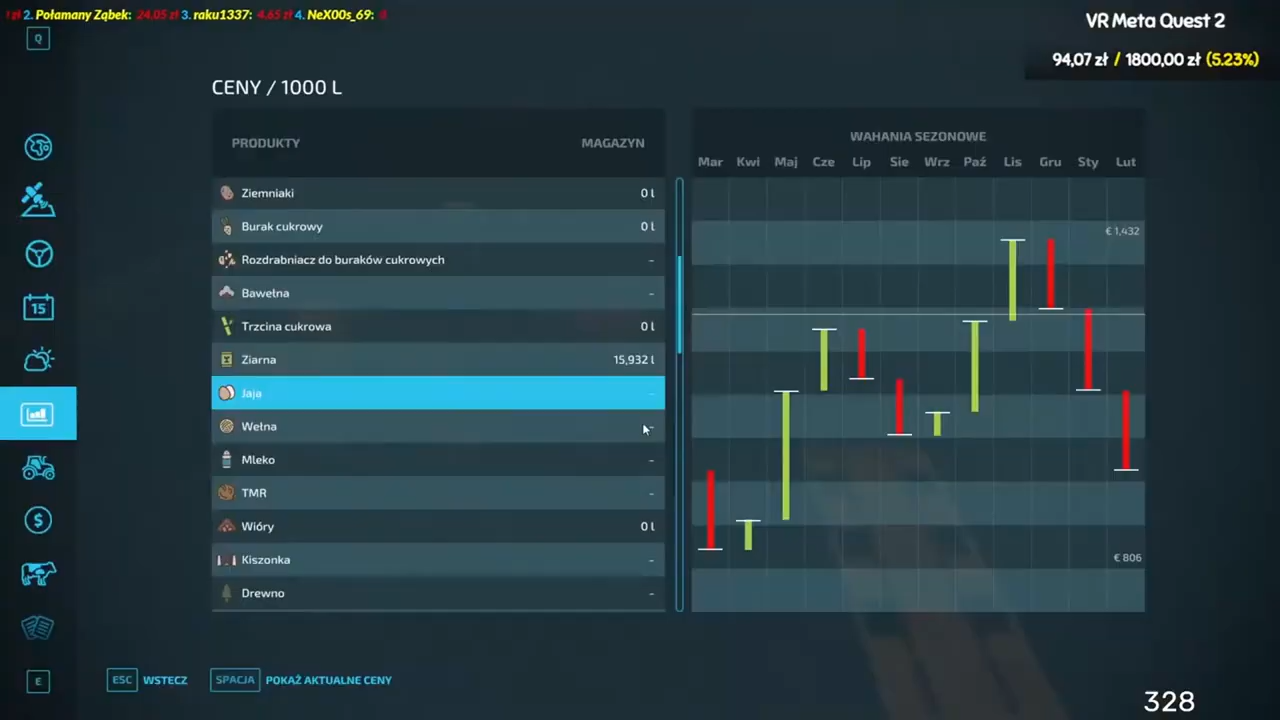 2. Połamany Ząbek: 24.05 zł 3. raku1337: 4.65 zł 4. NeX00s_69:
VR Meta Quest 2
94,07 zł / 1800,00 zł (5.23%)
Q
CENY / 1000 L
PRODUKTY MAGAZYN
WAHANIA SEZONOWE
Mar Kwi Maj Cze Lip Sie Wrz Paź Lis Gru Sty Lut
Ziemniaki 0 l
Burak cukrowy 0 l
€ 1,432
Rozdrabniacz do buraków cukrowych -
Bawełna -
15
Trzcina cukrowa 0 l
Ziarna 15,932 l
Jaja -
Wełna -
Mleko -
TMR -
Wióry 0 l
Kiszonka -
€ 806
Drewno -
E
ESC WSTECZ SPACJA POKAŻ AKTUALNE CENY
328